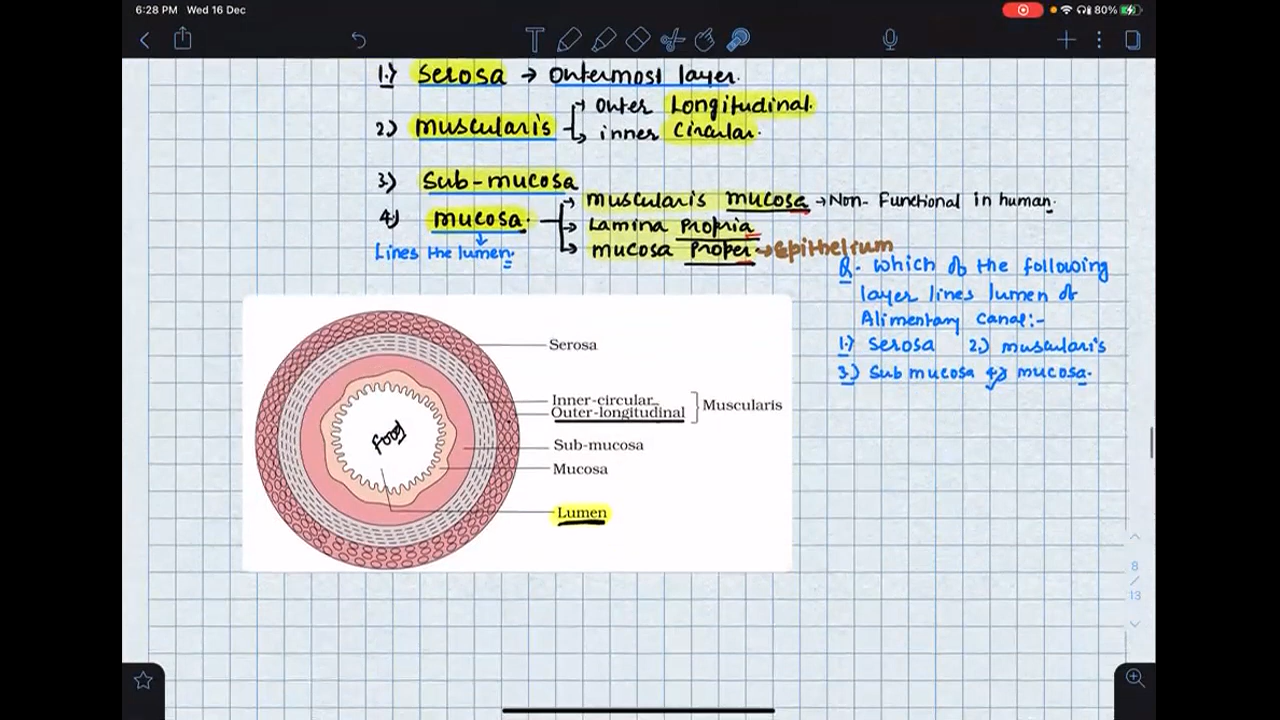 6:28 PM Wed 16 Dec
80%
1.) Serosa → Outermost layer.
2) muscularis → outer Longitudinal.
→ inner Circular.
3) Sub-mucosa
4) mucosa. → muscularis mucosa → Non-Functional in human.
→ Lamina Propria
→ mucosa Proper → Epithelium
Lines the lumen.
Q. Which of the following
layer lines lumen of
Alimentary Canal:-
1.) Serosa 2.) muscularis
3.) Sub mucosa 4.) mucosa.
Serosa
Inner-circular
Outer-longitudinal
Muscularis
Sub-mucosa
Mucosa
Lumen
Food
8
/
13